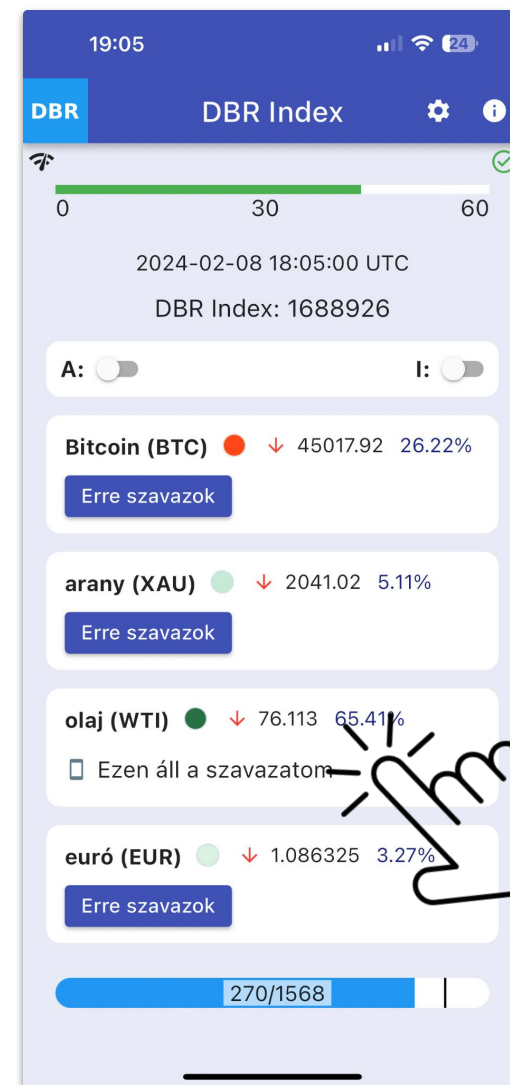 19:05 24
DBR DBR Index
0 30 60
2024-02-08 18:05:00 UTC
DBR Index: 1688926
A: I:
Bitcoin (BTC) 45017.92 26.22%
Erre szavazok
arany (XAU) 2041.02 5.11%
Erre szavazok
olaj (WTI) 76.113 65.41%
Ezen áll a szavazatom
euró (EUR) 1.086325 3.27%
Erre szavazok
270/1568